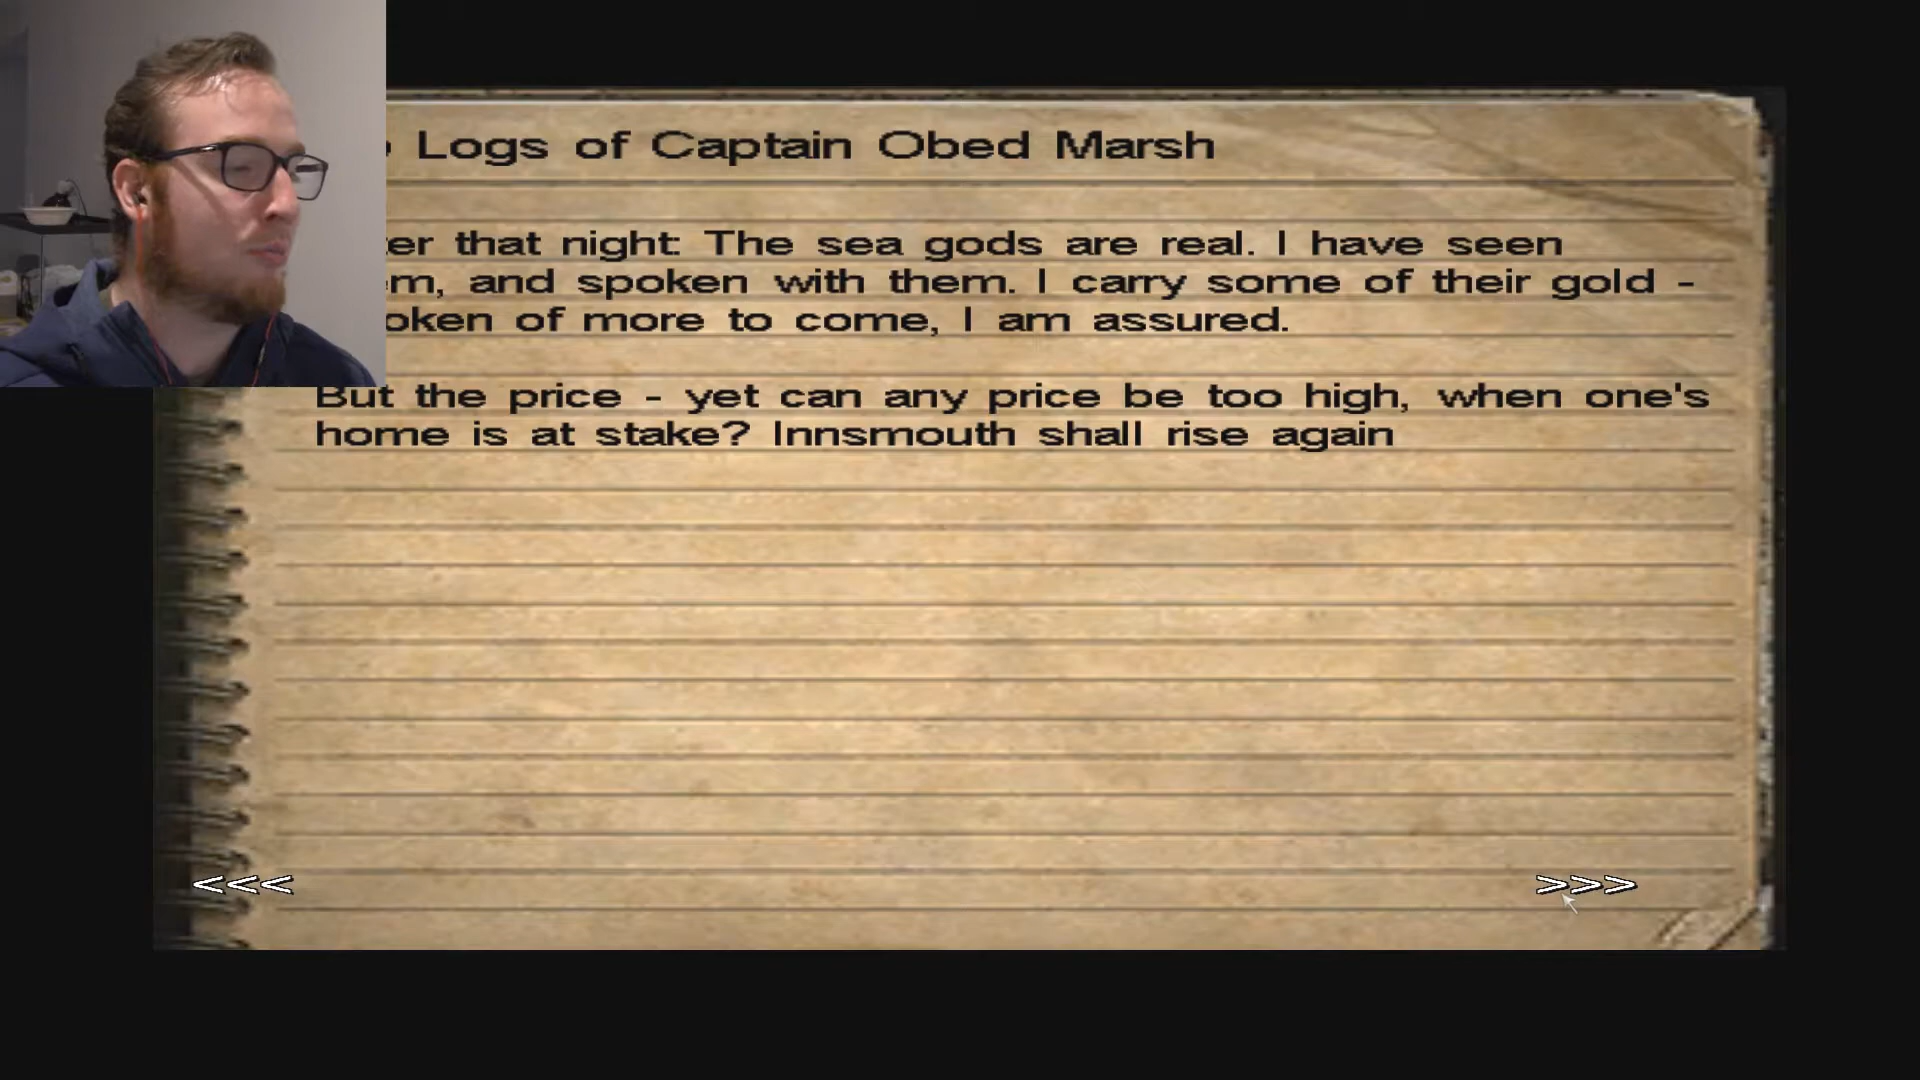 Logs of Captain Obed Marsh
that night: The sea gods are real. I have seen
and spoken with them. I carry some of their gold -
of more to come, I am assured.
But the price - yet can any price be too high, when one's
home is at stake? Innsmouth shall rise again
<<< >>>